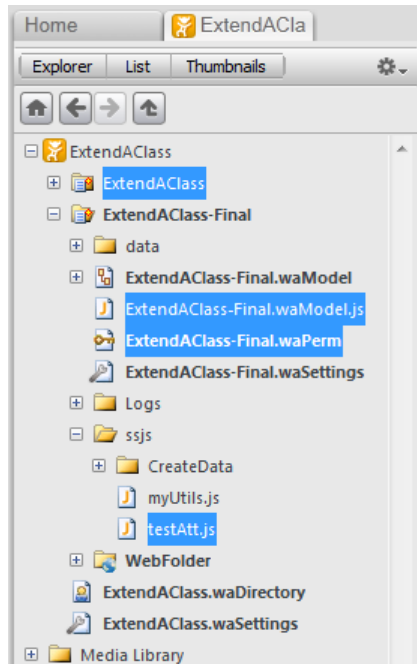 Home ExtendACla
Explorer List Thumbnails
ExtendAClass
ExtendAClass
ExtendAClass-Final
data
ExtendAClass-Final.waModel
ExtendAClass-Final.waModel.js
ExtendAClass-Final.waPerm
ExtendAClass-Final.waSettings
Logs
ssjs
CreateData
myUtils.js
testAtt.js
WebFolder
ExtendAClass.waDirectory
ExtendAClass.waSettings
Media Library